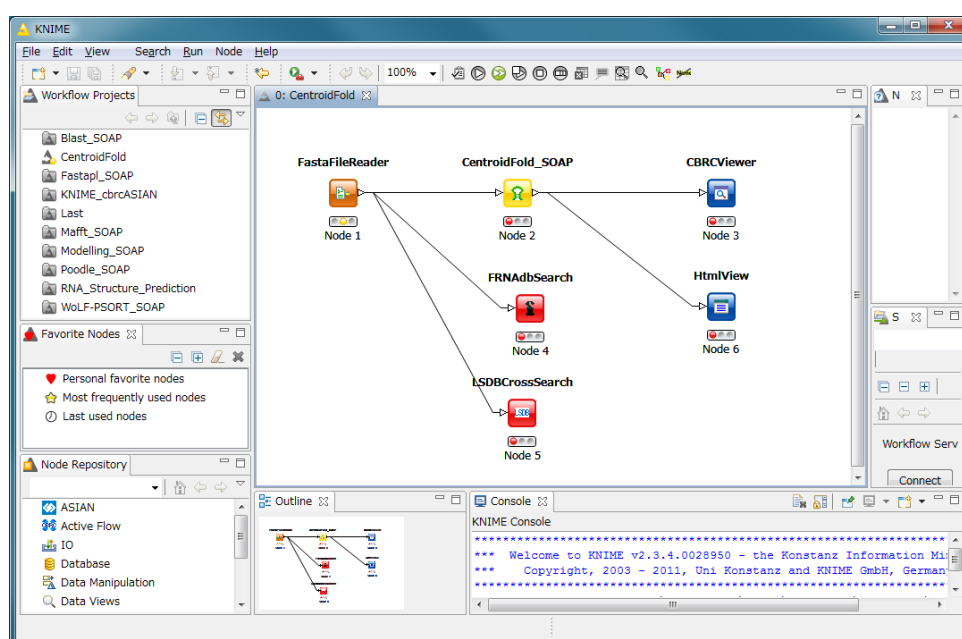 KNIME
File Edit View Search Run Node Help
100%
Workflow Projects
Blast_SOAP
CentroidFold
Fastapl_SOAP
KNIME_cbrcASIAN
Last
Mafft_SOAP
Modelling_SOAP
Poodle_SOAP
RNA_Structure_Prediction
WoLF-PSORT_SOAP
Favorite Nodes
Personal favorite nodes
Most frequently used nodes
Last used nodes
Node Repository
ASIAN
Active Flow
IO
Database
Data Manipulation
Data Views
0: CentroidFold
FastaFileReader
Node 1
CentroidFold_SOAP
Node 2
CBRCViewer
Node 3
FRNAdbSearch
Node 4
HtmlView
Node 6
LSDBCrossSearch
LSDB
Node 5
N
S
Workflow Serv
Connect
Outline
Console
KNIME Console
***********************************************************************
*** Welcome to KNIME v2.3.4.0028950 - the Konstanz Information Mi
*** Copyright, 2003 - 2011, Uni Konstanz and KNIME GmbH, German
***********************************************************************